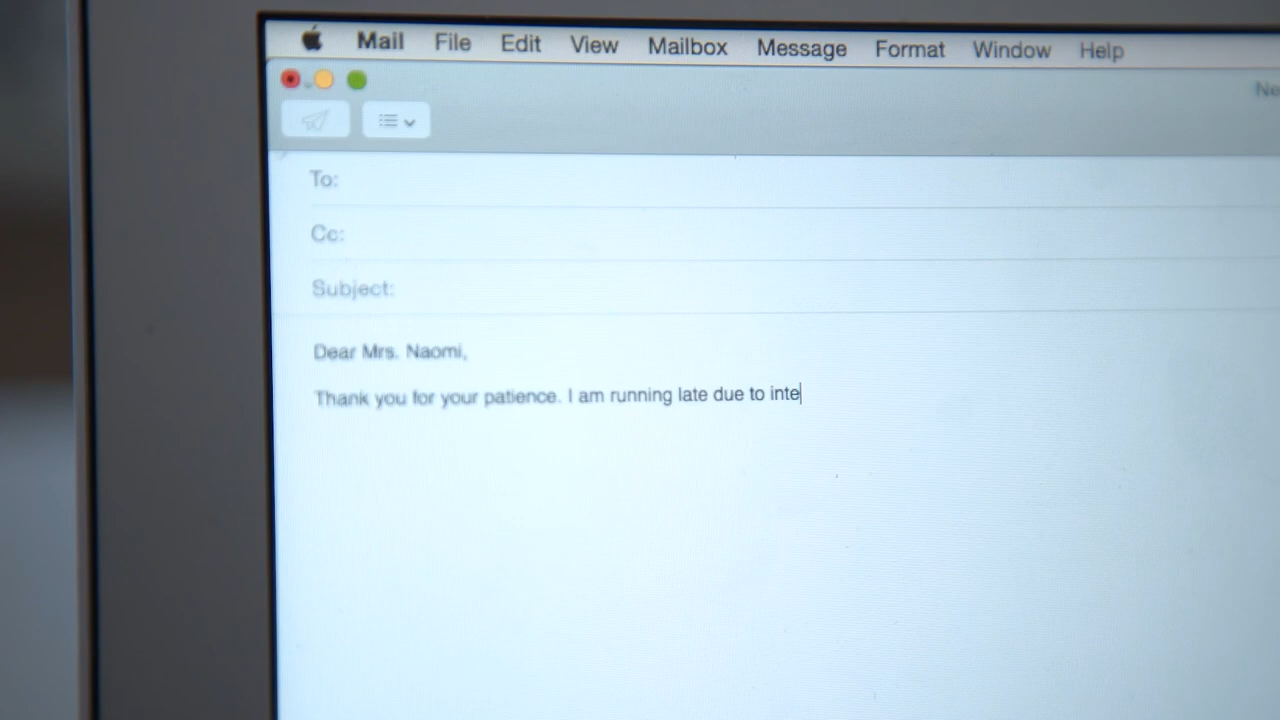 Mail File Edit View Mailbox Message Format Window Help
To:
Cc:
Subject:
Dear Mrs. Naomi,
Thank you for your patience. I am running late due to inte